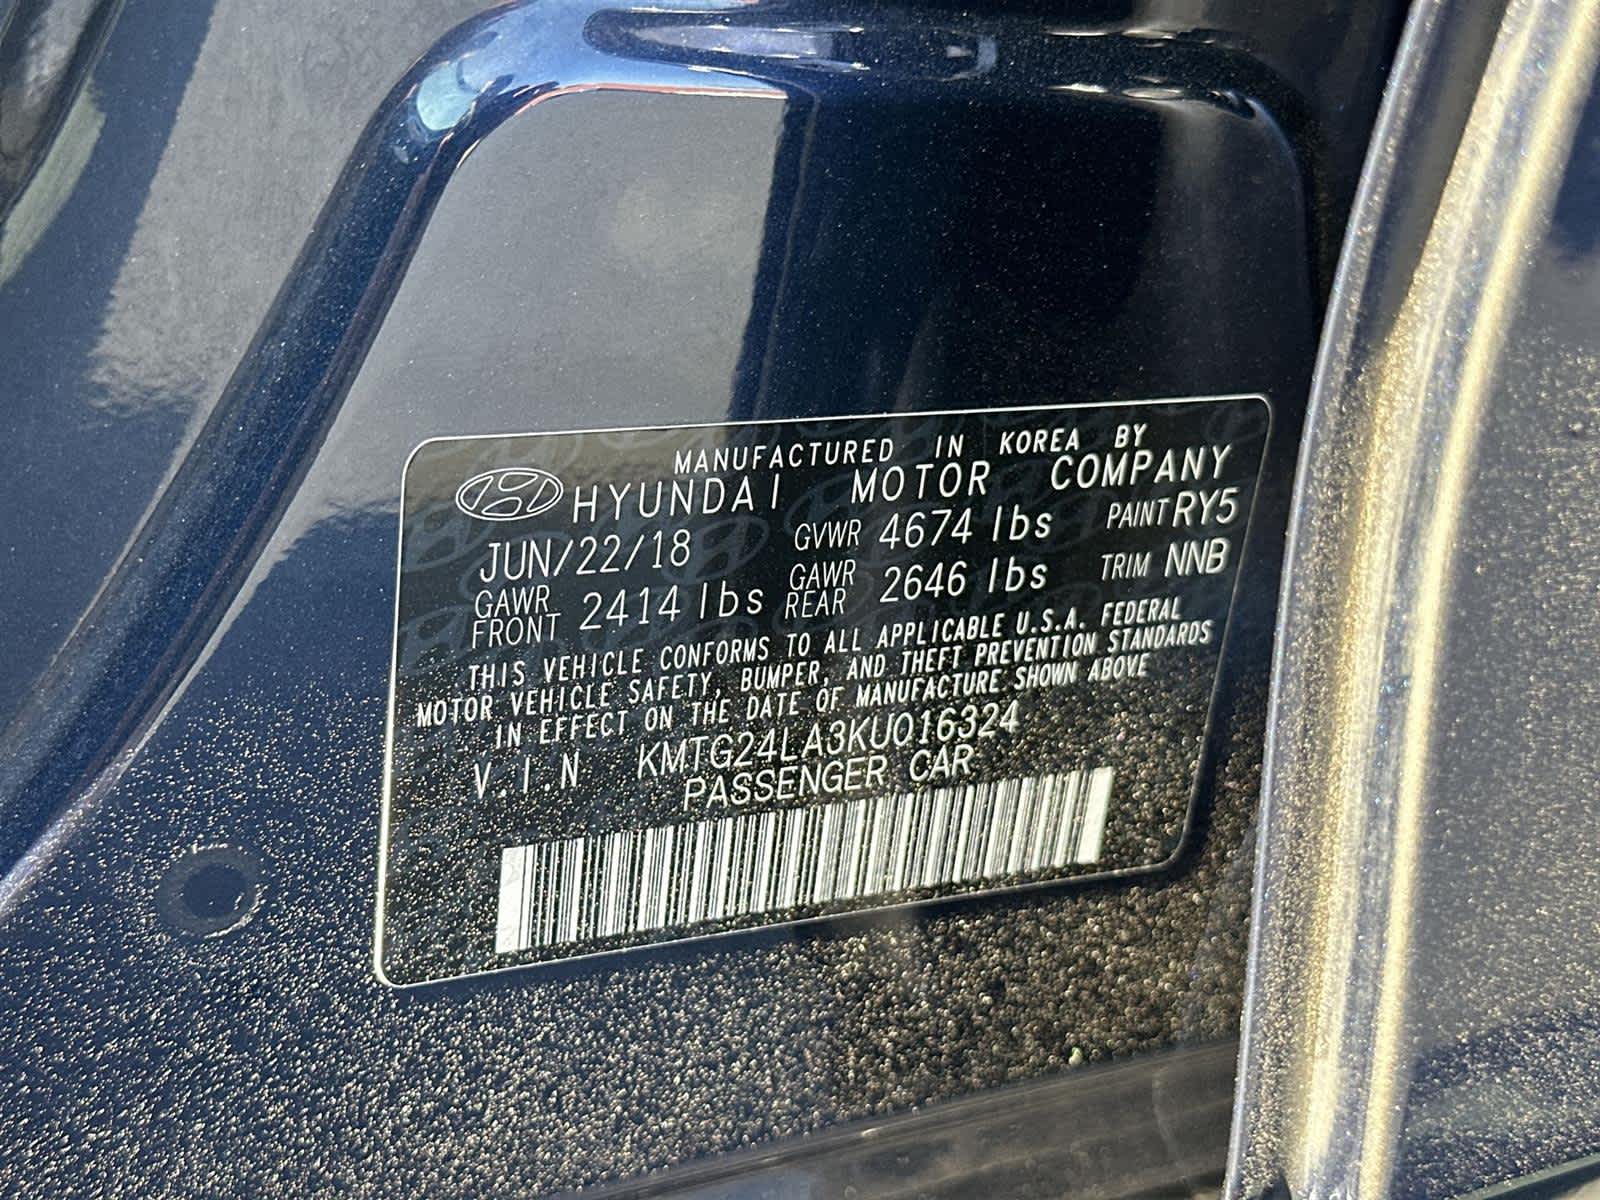 MANUFACTURED IN KOREA BY
HYUNDAI MOTOR COMPANY
JUN/22/18 GVWR 4674 lbs PAINT RY5
GAWR FRONT 2414 lbs GAWR REAR 2646 lbs TRIM NNB
THIS VEHICLE CONFORMS TO ALL APPLICABLE U.S.A. FEDERAL
MOTOR VEHICLE SAFETY, BUMPER, AND THEFT PREVENTION STANDARDS
IN EFFECT ON THE DATE OF MANUFACTURE SHOWN ABOVE
V.I.N KMTG24LA3KU016324
PASSENGER CAR